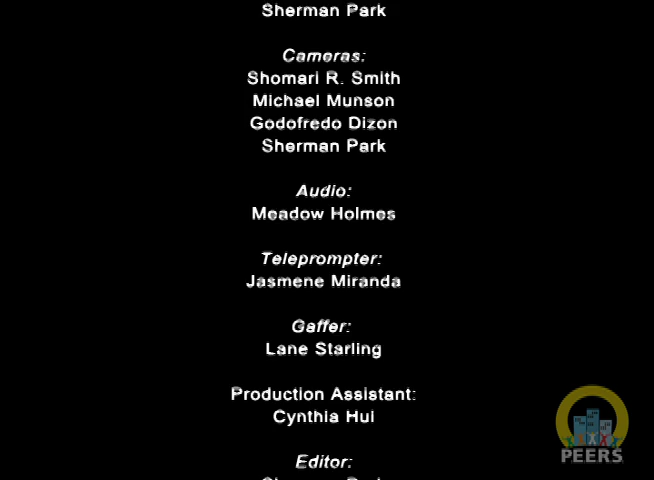 Sherman Park
Cameras:
Shomari R. Smith
Michael Munson
Godofredo Dizon
Sherman Park
Audio:
Meadow Holmes
Teleprompter:
Jasmene Miranda
Gaffer:
Lane Starling
Production Assistant:
Cynthia Hui
Editor:
PEERS